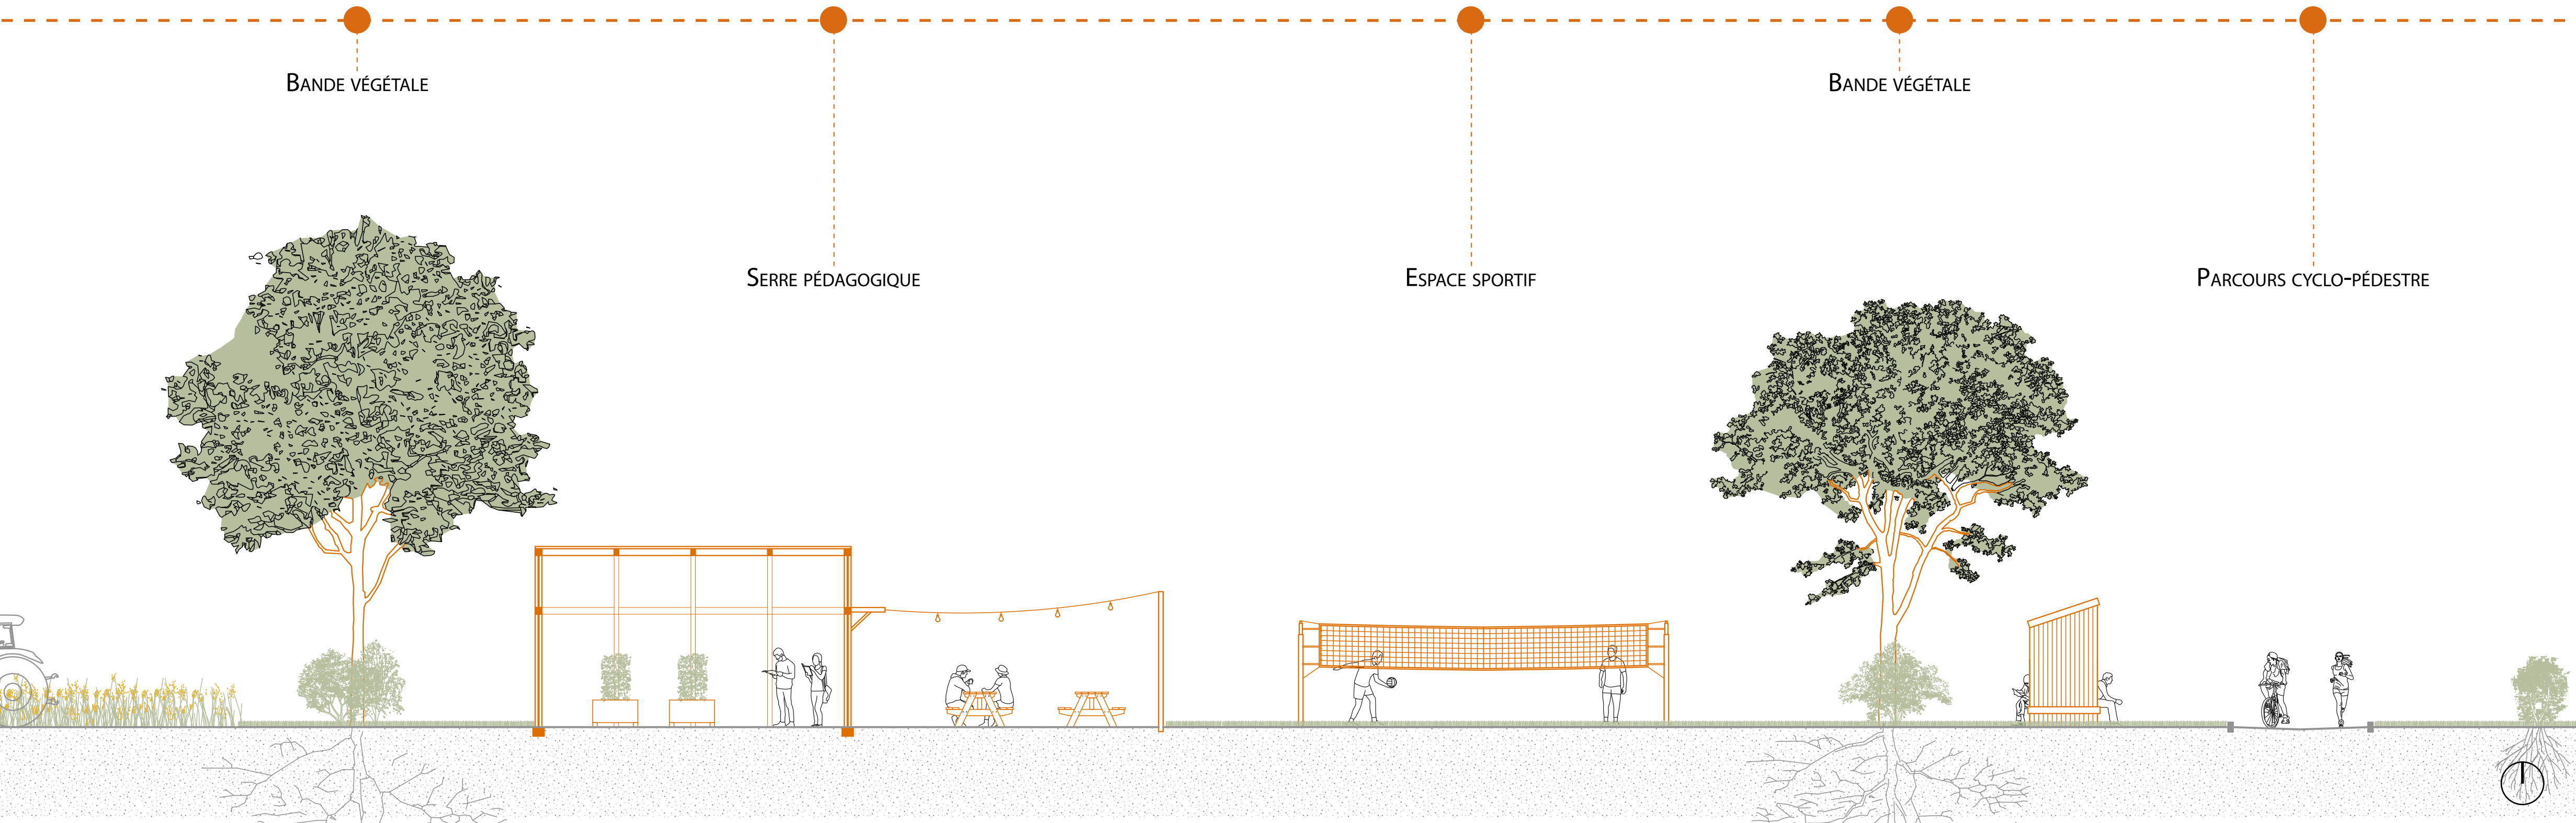 Bande végétale
Serre pédagogique
Espace sportif
Bande végétale
Parcours cyclo-pédestre